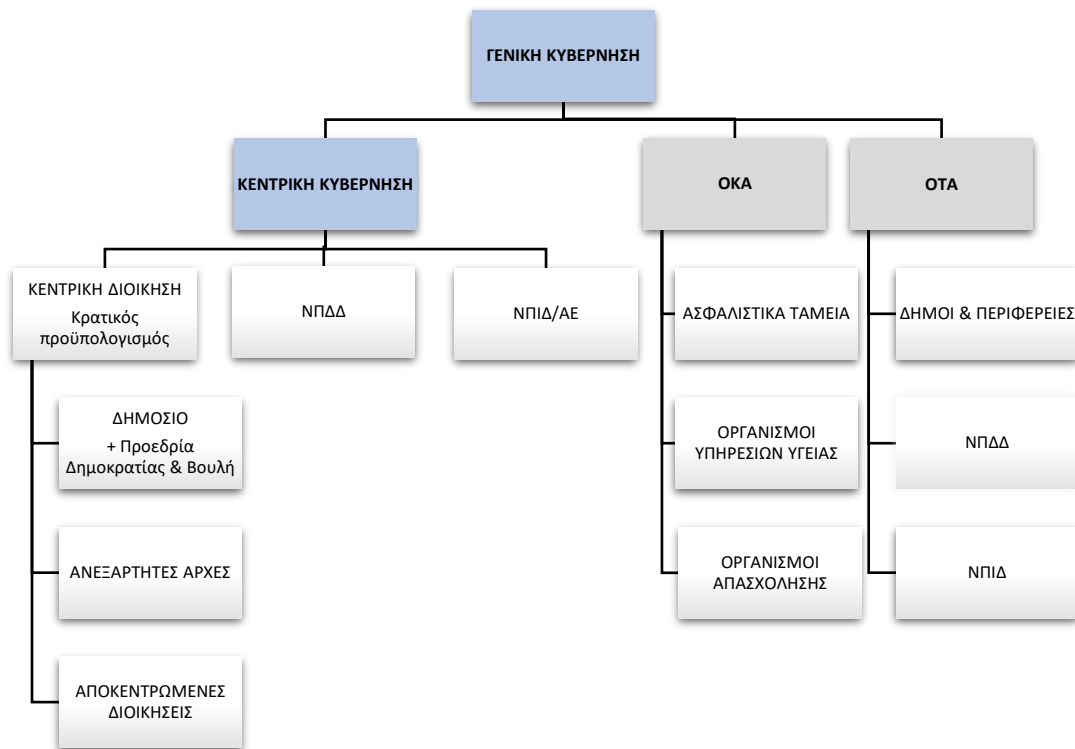 ΓΕΝΙΚΗ ΚΥΒΕΡΝΗΣΗ
ΚΕΝΤΡΙΚΗ ΚΥΒΕΡΝΗΣΗ
ΟΚΑ
ΟΤΑ
ΚΕΝΤΡΙΚΗ ΔΙΟΙΚΗΣΗ
Κρατικός
προϋπολογισμός
ΝΠΔΔ
ΝΠΙΔ/ΑΕ
ΑΣΦΑΛΙΣΤΙΚΑ ΤΑΜΕΙΑ
ΔΗΜΟΙ & ΠΕΡΙΦΕΡΕΙΕΣ
ΔΗΜΟΣΙΟ
+ Προεδρία
Δημοκρατίας & Βουλή
ΟΡΓΑΝΙΣΜΟΙ
ΥΠΗΡΕΣΙΩΝ ΥΓΕΙΑΣ
ΝΠΔΔ
ΑΝΕΞΑΡΤΗΤΕΣ ΑΡΧΕΣ
ΟΡΓΑΝΙΣΜΟΙ
ΑΠΑΣΧΟΛΗΣΗΣ
ΝΠΙΔ
ΑΠΟΚΕΝΤΡΩΜΕΝΕΣ
ΔΙΟΙΚΗΣΕΙΣ